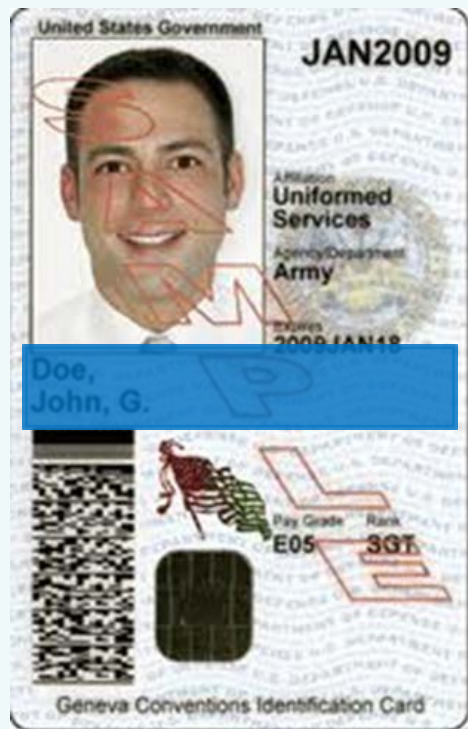 United States Government
JAN2009
Affiliation
Uniformed
Services
Agency/Department
Army
Expires
2009JAN18
Doe,
John, G.
Pay Grade Rank
E05 SGT
SAMPLE
Geneva Conventions Identification Card